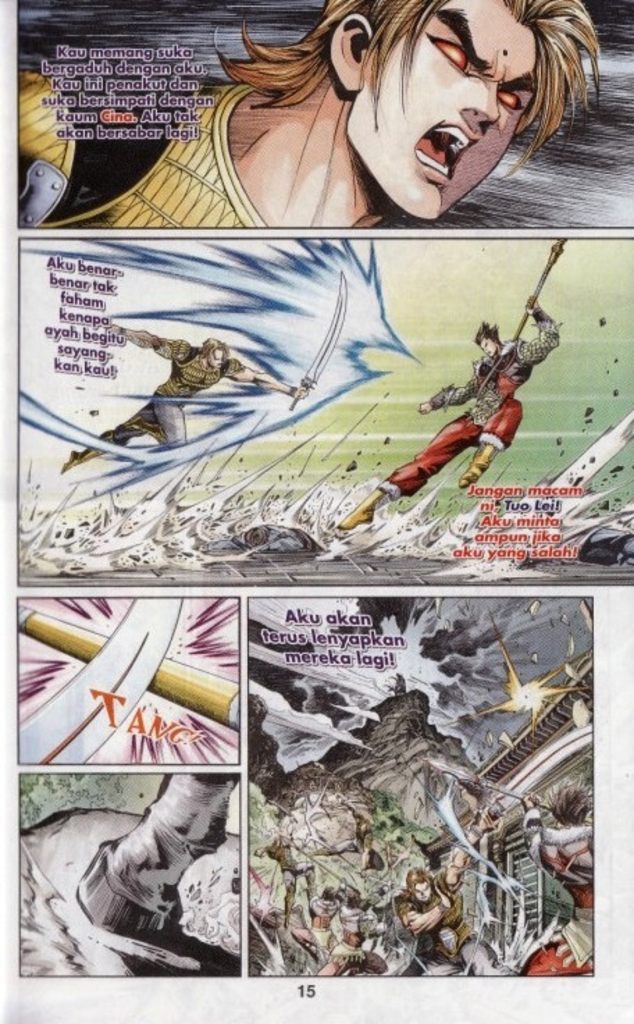 Kau memang suka
bergaduh dengan aku.
Kau ini penakut dan
suka bersimpati dengan
kaum Cina. Aku tak
akan bersabar lagi!
Aku benar-
benar tak
faham
kenapa
ayah begitu
sayang-
kan kau!
Jangan macam
ni, Tuo Lei!
Aku minta
ampun jika
aku yang salah!
TANG!
Aku akan
terus lenyapkan
mereka lagi!
15